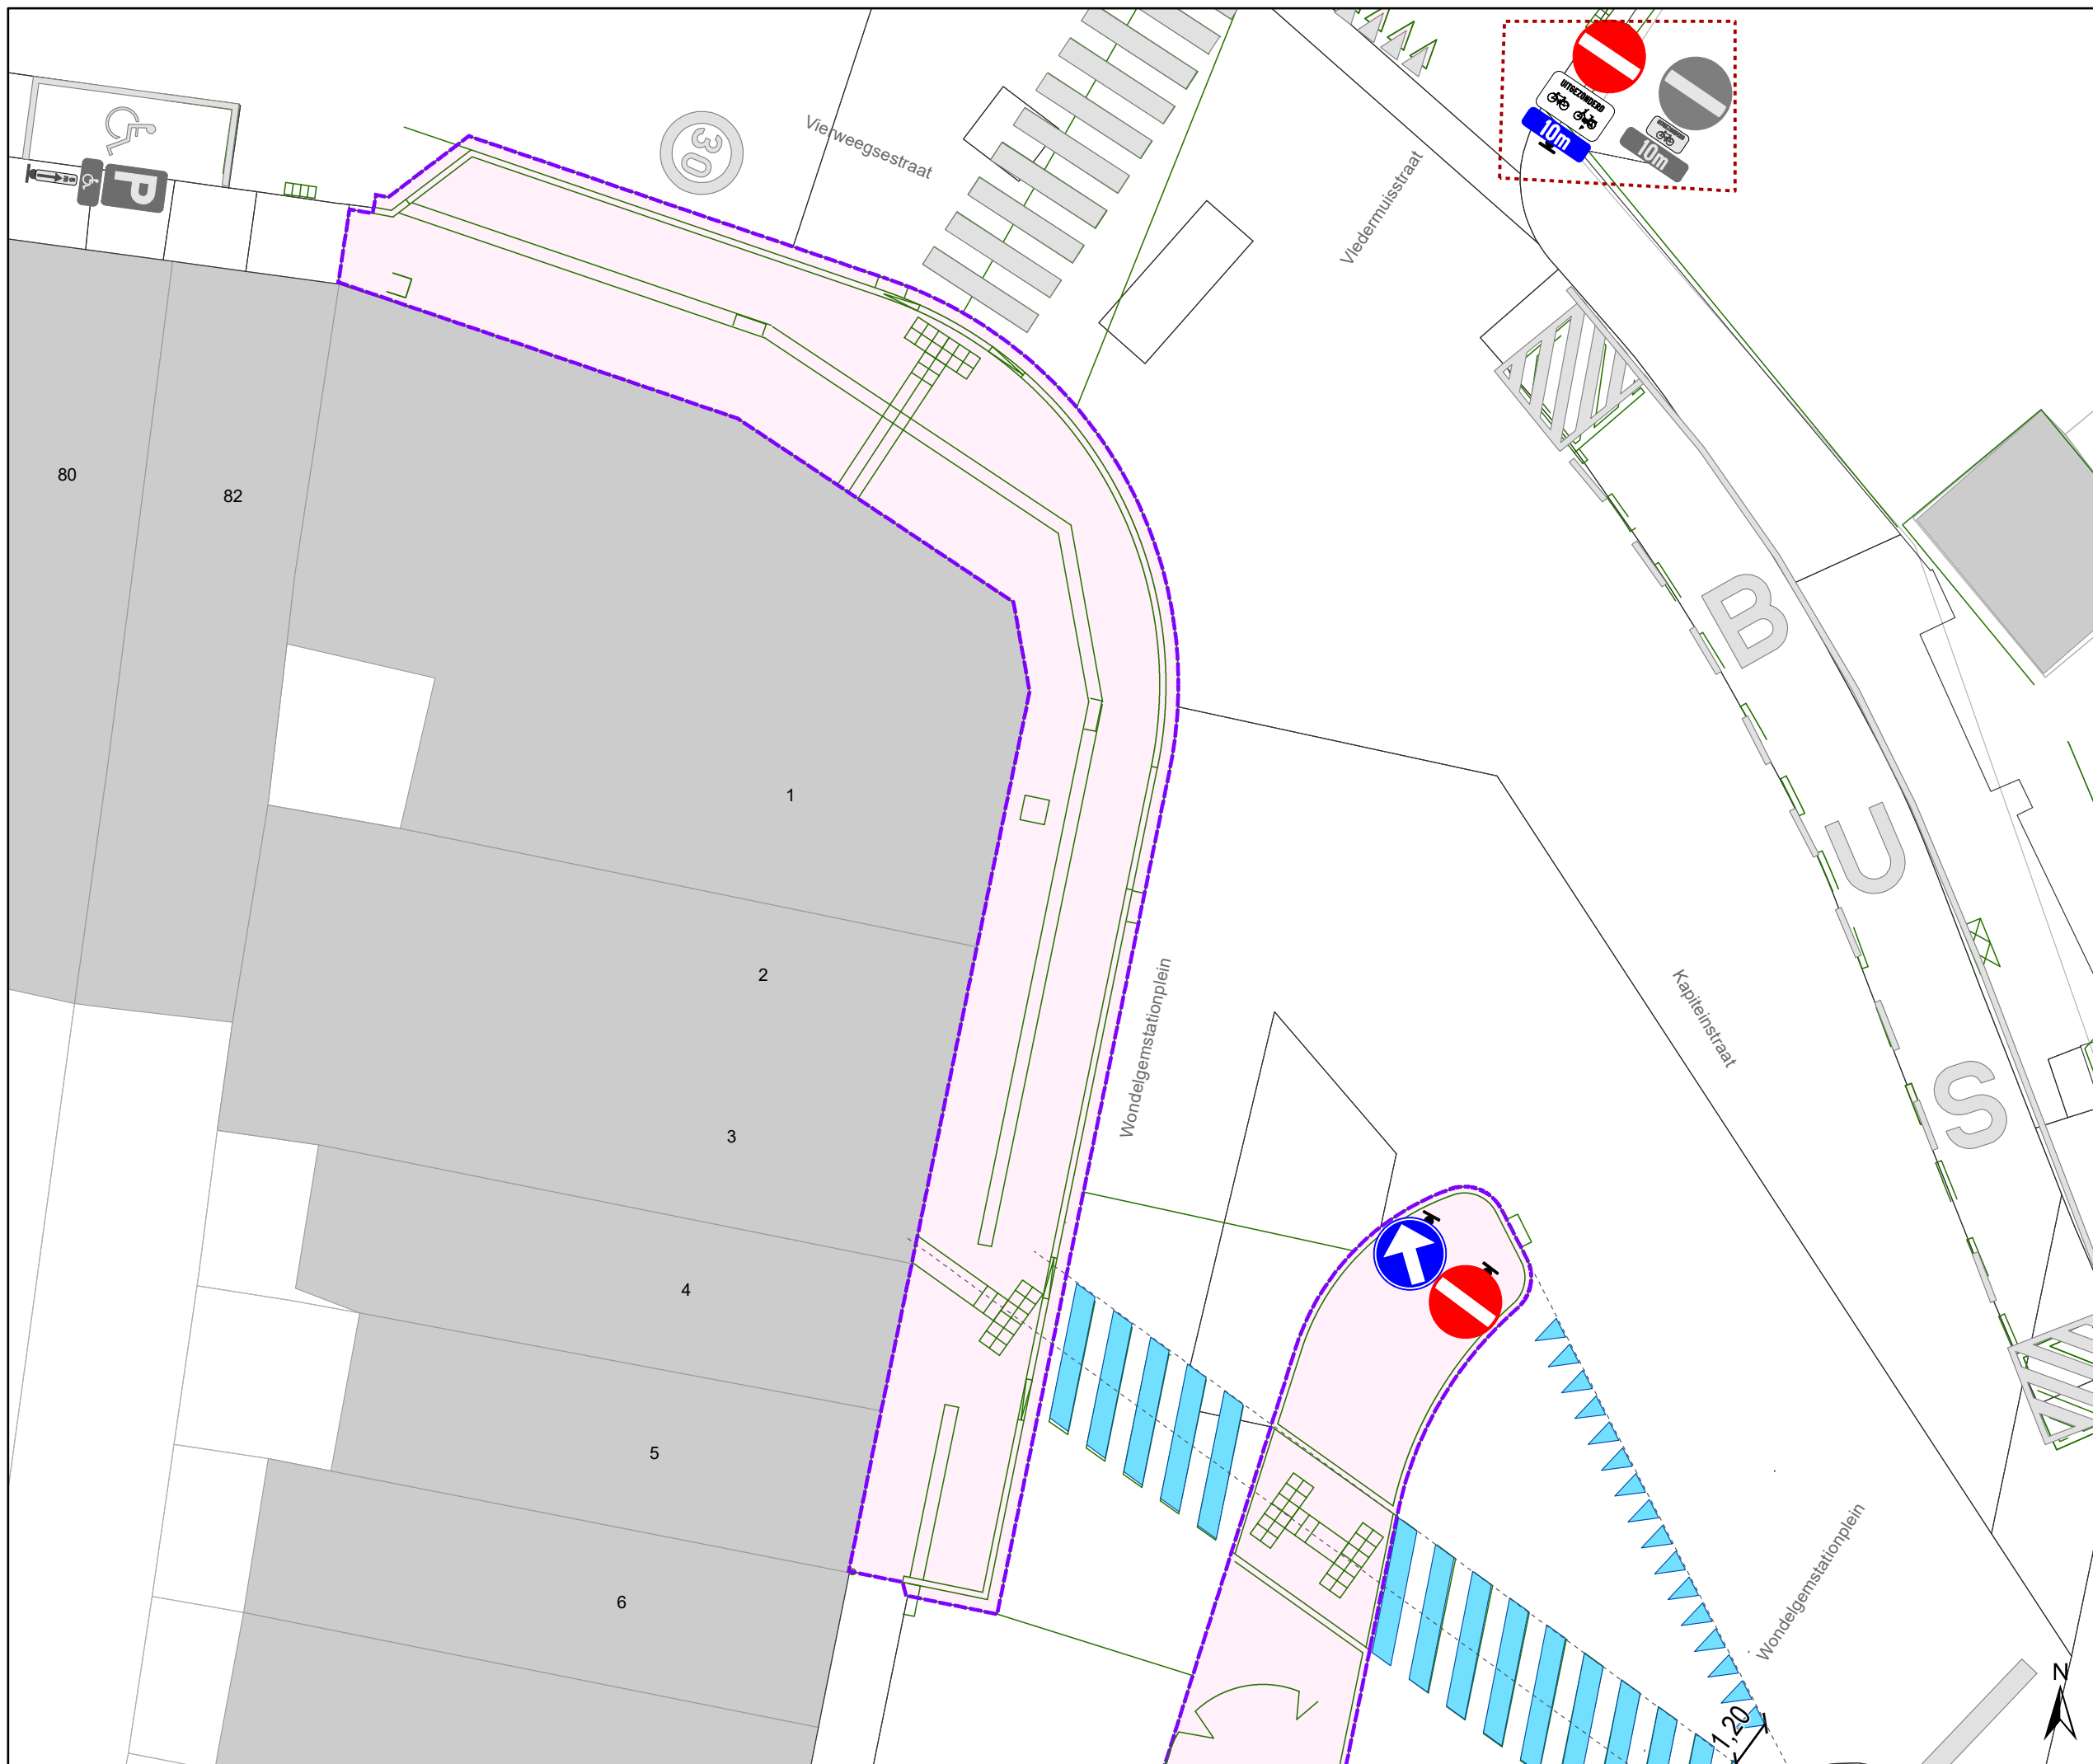 30
Vierweegsestraat
Vledermuisstraat
UITGEZONDERD
10m
10m
P
80
82
1
2
3
4
5
6
Wondelgemstationplein
Kapiteinstraat
B
U
S
Wondelgemstationplein
1,20
N